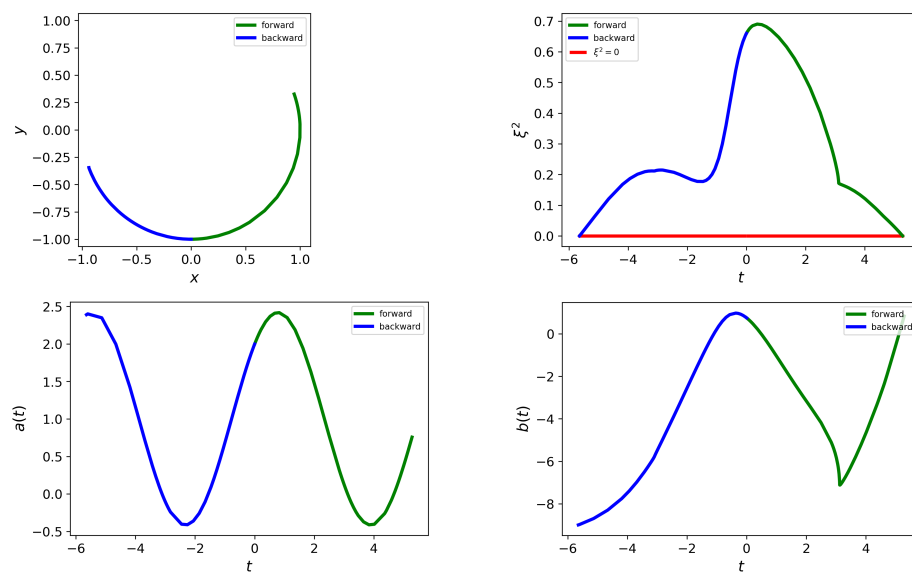 1.00
0.75
0.50
0.25
0.00
−0.25
−0.50
−0.75
−1.00
y
−1.0 −0.5 0.0 0.5 1.0
x
forward
backward
0.7
0.6
0.5
0.4
0.3
0.2
0.1
0.0
ξ²
−6 −4 −2 0 2 4
t
forward
backward
ξ² = 0
2.5
2.0
1.5
1.0
0.5
0.0
−0.5
a(t)
−6 −4 −2 0 2 4
t
forward
backward
0
−2
−4
−6
−8
b(t)
−6 −4 −2 0 2 4
t
forward
backward